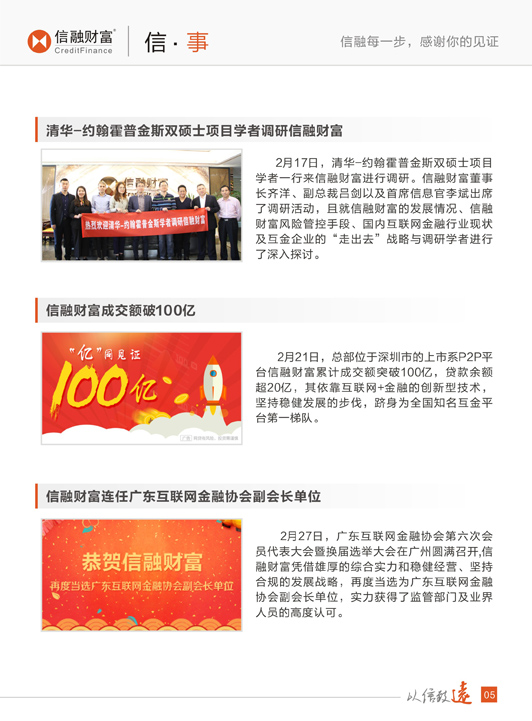 信融财富®
CreditFinance
信·事
信融每一步，感谢你的见证
清华-约翰霍普金斯双硕士项目学者调研信融财富
信融财富
热烈欢迎清华-约翰霍普金斯学者调研信融财富
2月17日，清华-约翰霍普金斯双硕士项目
学者一行来信融财富进行调研。信融财富董事
长齐洋、副总裁吕剑以及首席信息官李斌出席
了调研活动，且就信融财富的发展情况、信融
财富风险管控手段、国内互联网金融行业现状
及互金企业的“走出去”战略与调研学者进行
了深入探讨。
信融财富成交额破100亿
“亿”同见证
100亿
广告
2月21日，总部位于深圳市的上市系P2P平
台信融财富累计成交额突破100亿，贷款余额
超20亿，其依靠互联网+金融的创新型技术，
坚持稳健发展的步伐，跻身为全国知名互金平
台第一梯队。
信融财富连任广东互联网金融协会副会长单位
恭贺信融财富
再度当选广东互联网金融协会副会长单位
2月27日，广东互联网金融协会第六次会
员代表大会暨换届选举大会在广州圆满召开,信
融财富凭借雄厚的综合实力和稳健经营、坚持
合规的发展战略，再度当选为广东互联网金融
协会副会长单位，实力获得了监管部门及业界
人员的高度认可。
以信致远
05